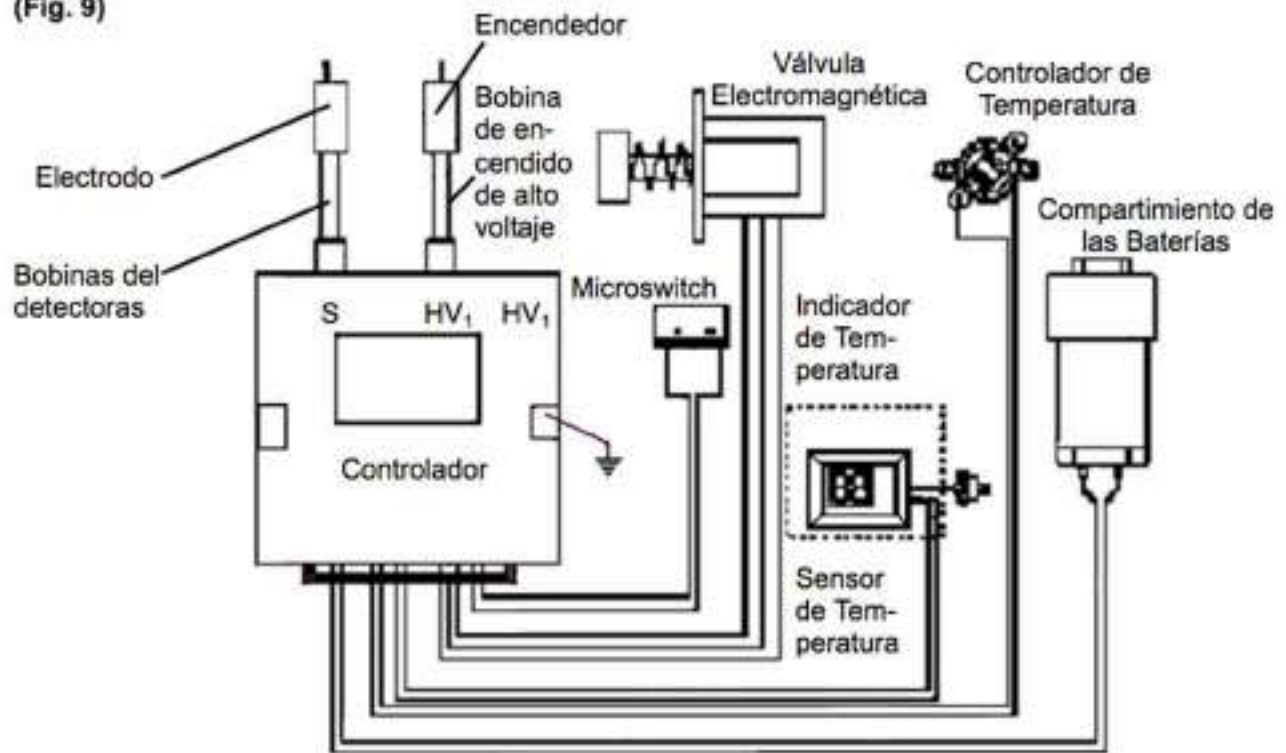 (Fig. 9)
Encendedor
Bobina
de en-
cendido
de alto
voltaje
Electrodo
Bobinas del
detectoras
Válvula
Electromagnética
Controlador de
Temperatura
Compartimiento de
las Baterías
Microswitch
Indicador
de Tem-
peratura
S HV₁ HV₁
Controlador
Sensor
de Tem-
peratura